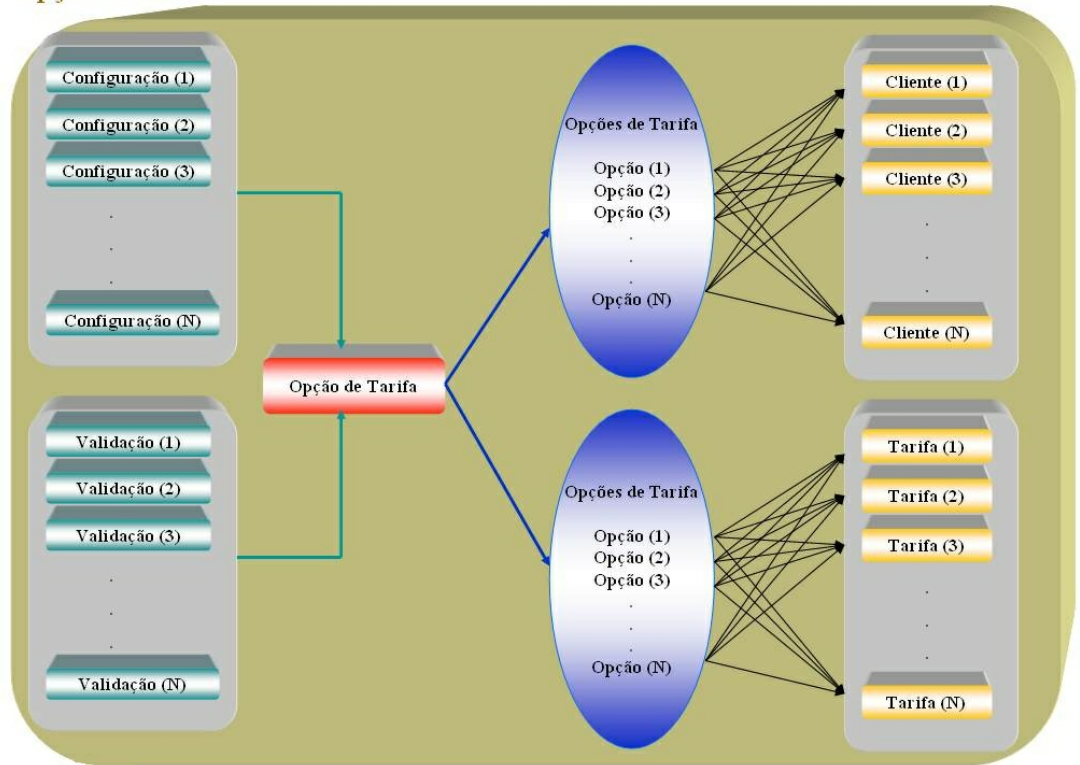 Configuração (1)
Configuração (2)
Configuração (3)
.
.
.
Configuração (N)
Validação (1)
Validação (2)
Validação (3)
.
.
.
Validação (N)
Opção de Tarifa
Opções de Tarifa
Opção (1)
Opção (2)
Opção (3)
.
.
.
Opção (N)
Opções de Tarifa
Opção (1)
Opção (2)
Opção (3)
.
.
.
Opção (N)
Cliente (1)
Cliente (2)
Cliente (3)
.
.
.
Cliente (N)
Tarifa (1)
Tarifa (2)
Tarifa (3)
.
.
.
Tarifa (N)